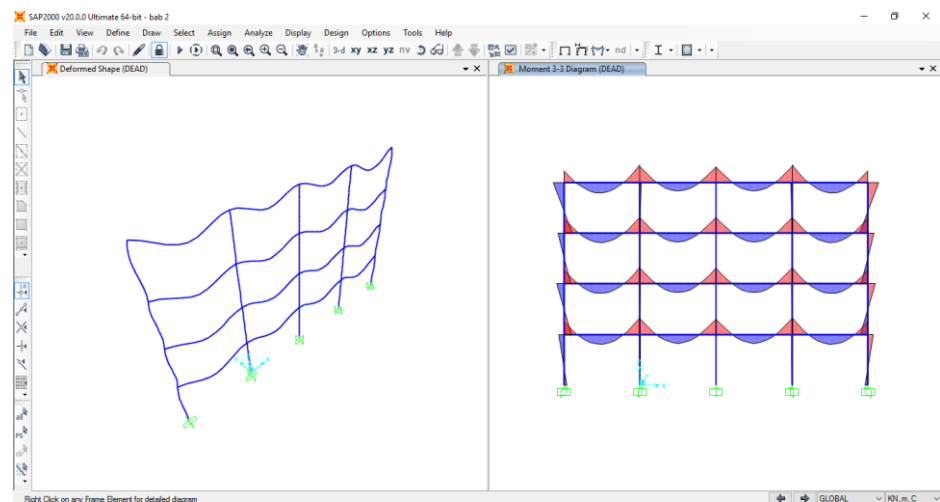 SAP2000 v20.0.0 Ultimate 64-bit - bab 2
File Edit View Define Draw Select Assign Analyze Display Design Options Tools Help
3-d xy xz yz nv nd
Deformed Shape (DEAD)
Moment 3-3 Diagram (DEAD)
Right Click on any Frame Element for detailed diagram
GLOBAL
KN, m, C